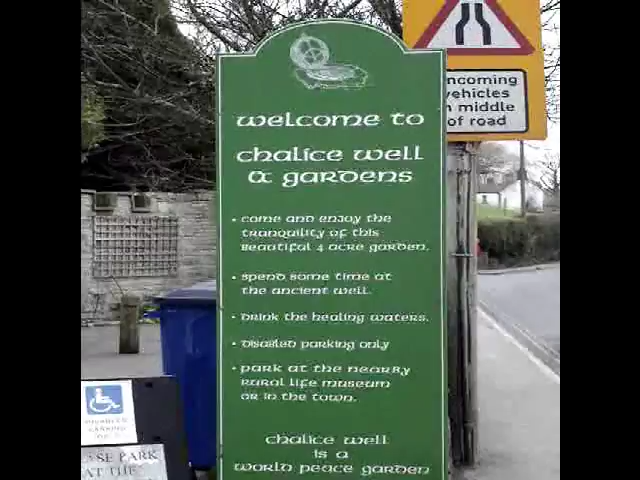 welcome to
chalice well
& gardens
• come and enjoy the
tranquility of this
beautiful 4 acre garden.
• spend some time at
the ancient well.
• drink the healing waters.
• disabled parking only
• park at the nearby
rural life museum
or in the town.
chalice well
is a
world peace garden
ncoming
vehicles
n middle
of road
DISABLED
PARKING
SE PARK
AT THE